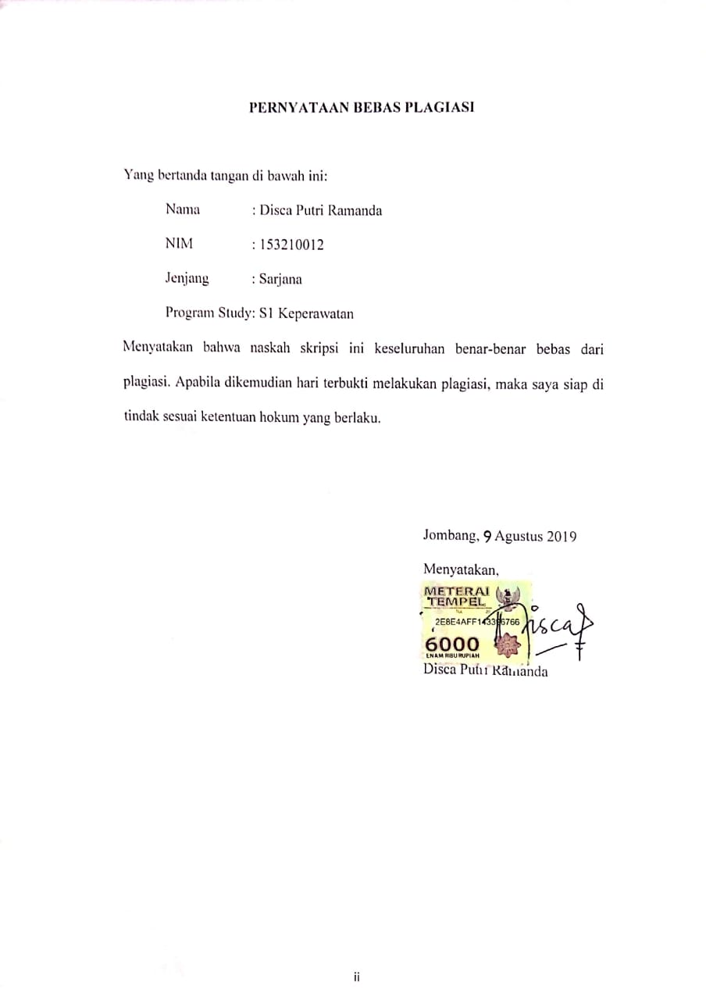 PERNYATAAN BEBAS PLAGIASI
Yang bertanda tangan di bawah ini:
Nama : Disca Putri Ramanda
NIM : 153210012
Jenjang : Sarjana
Program Study: S1 Keperawatan
Menyatakan bahwa naskah skripsi ini keseluruhan benar-benar bebas dari
plagiasi. Apabila dikemudian hari terbukti melakukan plagiasi, maka saya siap di
tindak sesuai ketentuan hokum yang berlaku.
Jombang, 9 Agustus 2019
Menyatakan,
METERAI
TEMPEL
6000
ENAM RIBU RUPIAH
Disca
Disca Putri Ramanda
ii